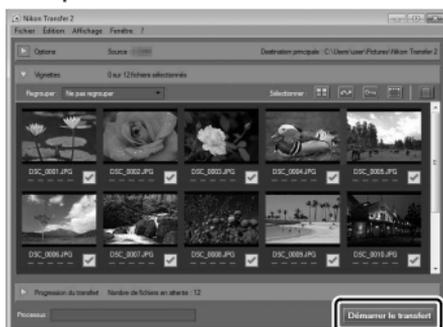 Nikon Transfer 2
Fichier Edition Affichage Fenêtre ?
Options Source : Destination principale : C:\Users\user\Pictures\Nikon Transfer 2
Vignettes 0 sur 12 fichiers sélectionnés
Regrouper : Ne pas regrouper Sélectionner :
DSC_0001.JPG DSC_0002.JPG DSC_0003.JPG DSC_0004.JPG DSC_0005.JPG
DSC_0006.JPG DSC_0007.JPG DSC_0008.JPG DSC_0009.JPG DSC_0010.JPG
Progression du transfert Nombre de fichiers en attente : 12
Processus : Démarrer le transfert